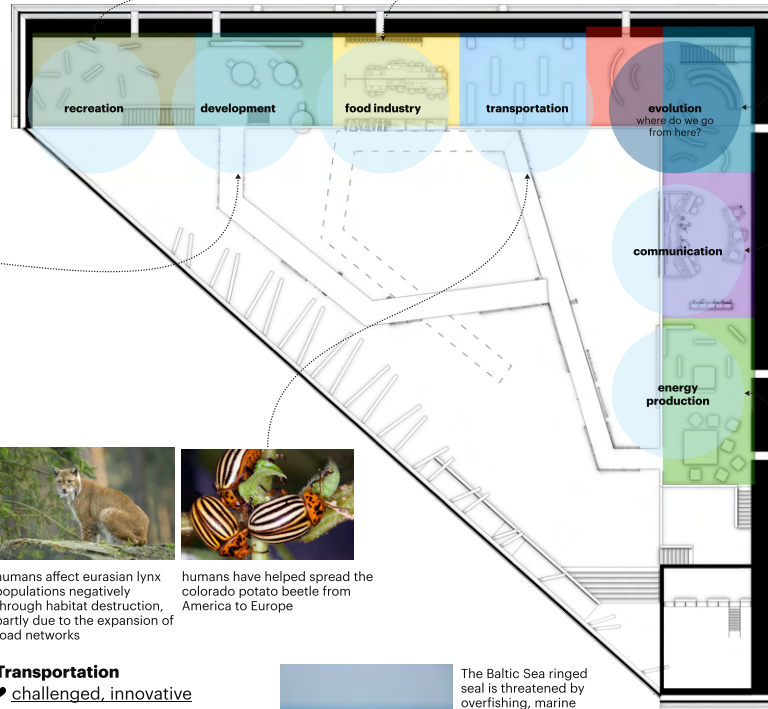 recreation
development
food industry
transportation
evolution
where do we go
from here?
communication
energy
production
humans affect eurasian lynx
populations negatively
through habitat destruction,
partly due to the expansion of
road networks
humans have helped spread the
colorado potato beetle from
America to Europe
Transportation
challenged, innovative
The Baltic Sea ringed
seal is threatened by
overfishing, marine